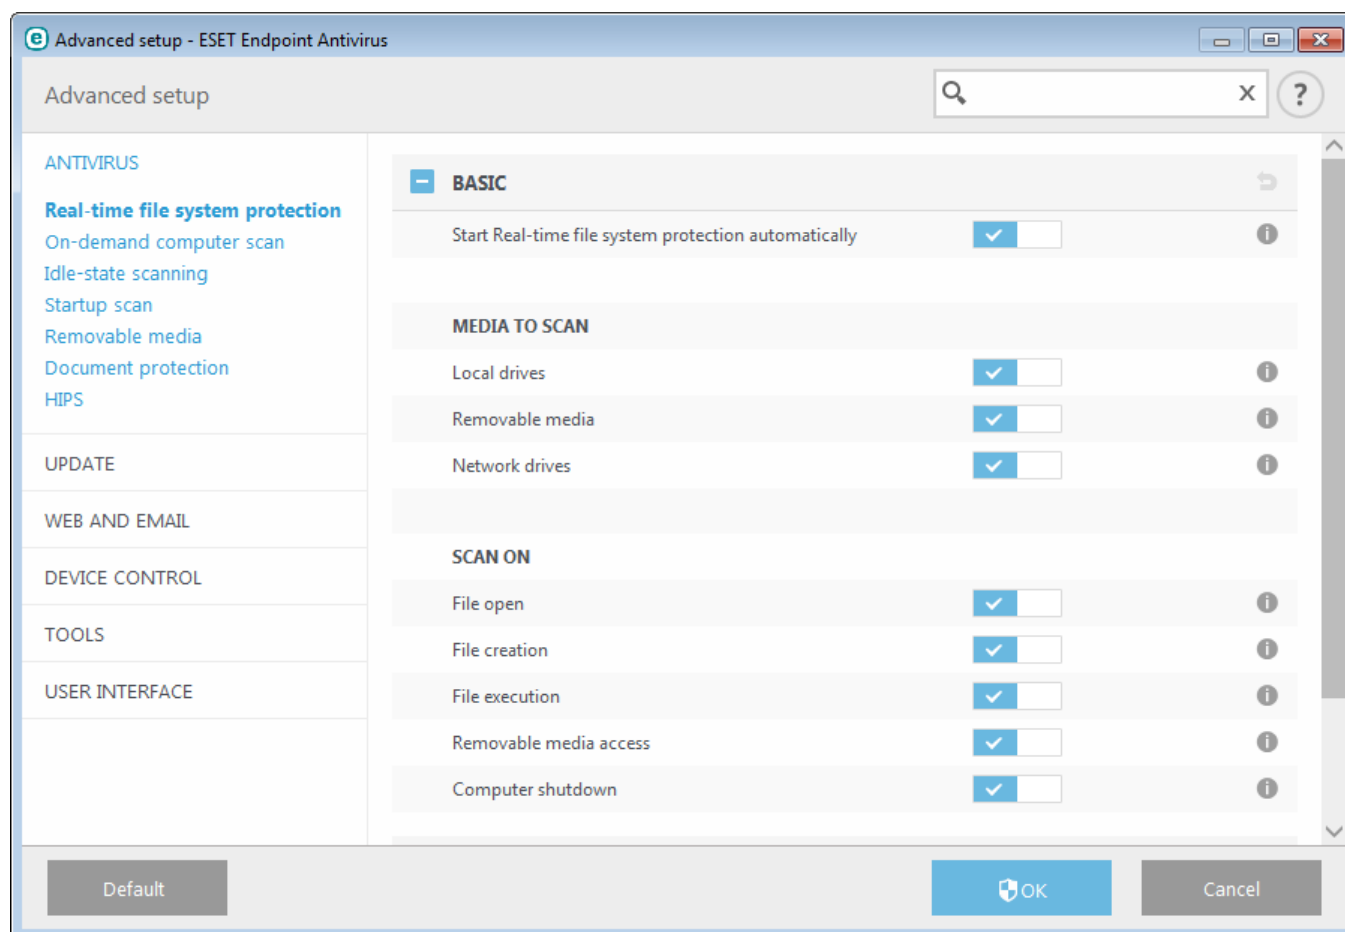 Advanced setup - ESET Endpoint Antivirus
Advanced setup
x
?
ANTIVIRUS
Real-time file system protection
On-demand computer scan
Idle-state scanning
Startup scan
Removable media
Document protection
HIPS
UPDATE
WEB AND EMAIL
DEVICE CONTROL
TOOLS
USER INTERFACE
BASIC
Start Real-time file system protection automatically
MEDIA TO SCAN
Local drives
Removable media
Network drives
SCAN ON
File open
File creation
File execution
Removable media access
Computer shutdown
Default
OK
Cancel